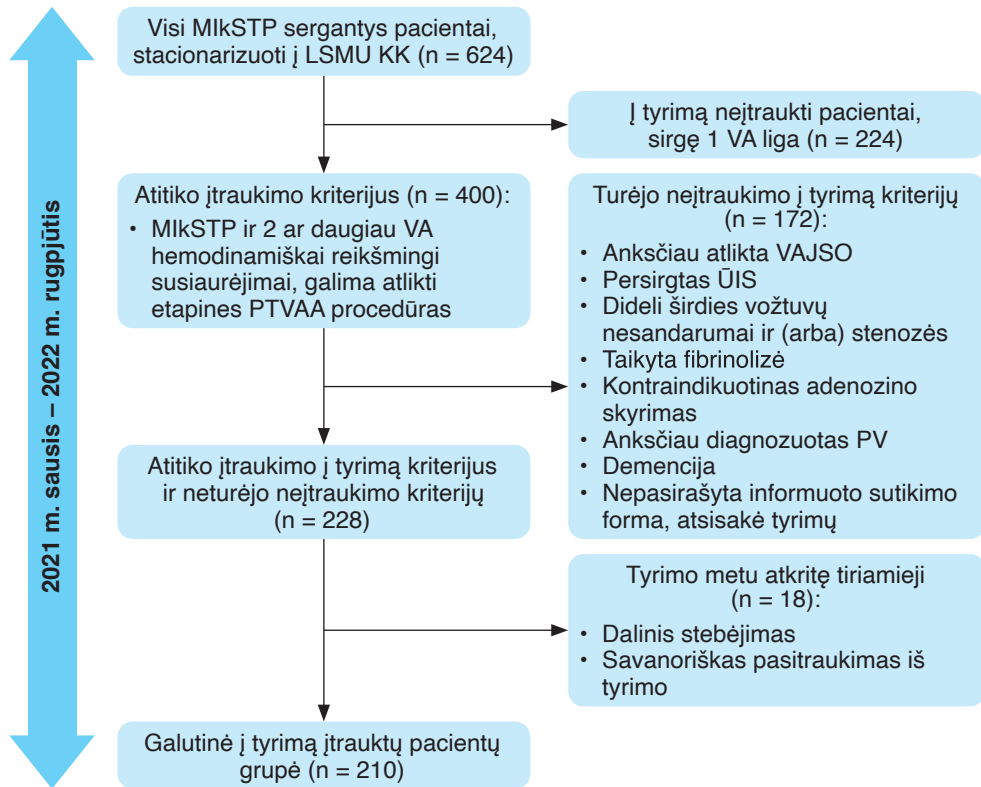 2021 m. sausis – 2022 m. rugpjūtis
Visi MIkSTP sergantys pacientai,
stacionarizuoti į LSMU KK (n = 624)
Į tyrimą neįtraukti pacientai,
sirgę 1 VA liga (n = 224)
Atitiko įtraukimo kriterijus (n = 400):
• MIkSTP ir 2 ar daugiau VA
hemodinamiškai reikšmingi
susiaurėjimai, galima atlikti
etapines PTVAA procedūras
Turėjo neįtraukimo į tyrimą kriterijų
(n = 172):
• Anksčiau atlikta VAJSO
• Persirgtas ŪIS
• Dideli širdies vožtuvų
nesandarumai ir (arba) stenozės
• Taikyta fibrinolizė
• Kontraindikuotinas adenozino
skyrimas
• Anksčiau diagnozuotas PV
• Demencija
• Nepasirašyta informuoto sutikimo
forma, atsisakė tyrimų
Atitiko įtraukimo į tyrimą kriterijus
ir neturėjo neįtraukimo kriterijų
(n = 228)
Tyrimo metu atkritę tiriamieji
(n = 18):
• Dalinis stebėjimas
• Savanoriškas pasitraukimas iš
tyrimo
Galutinė į tyrimą įtrauktų pacientų
grupė (n = 210)